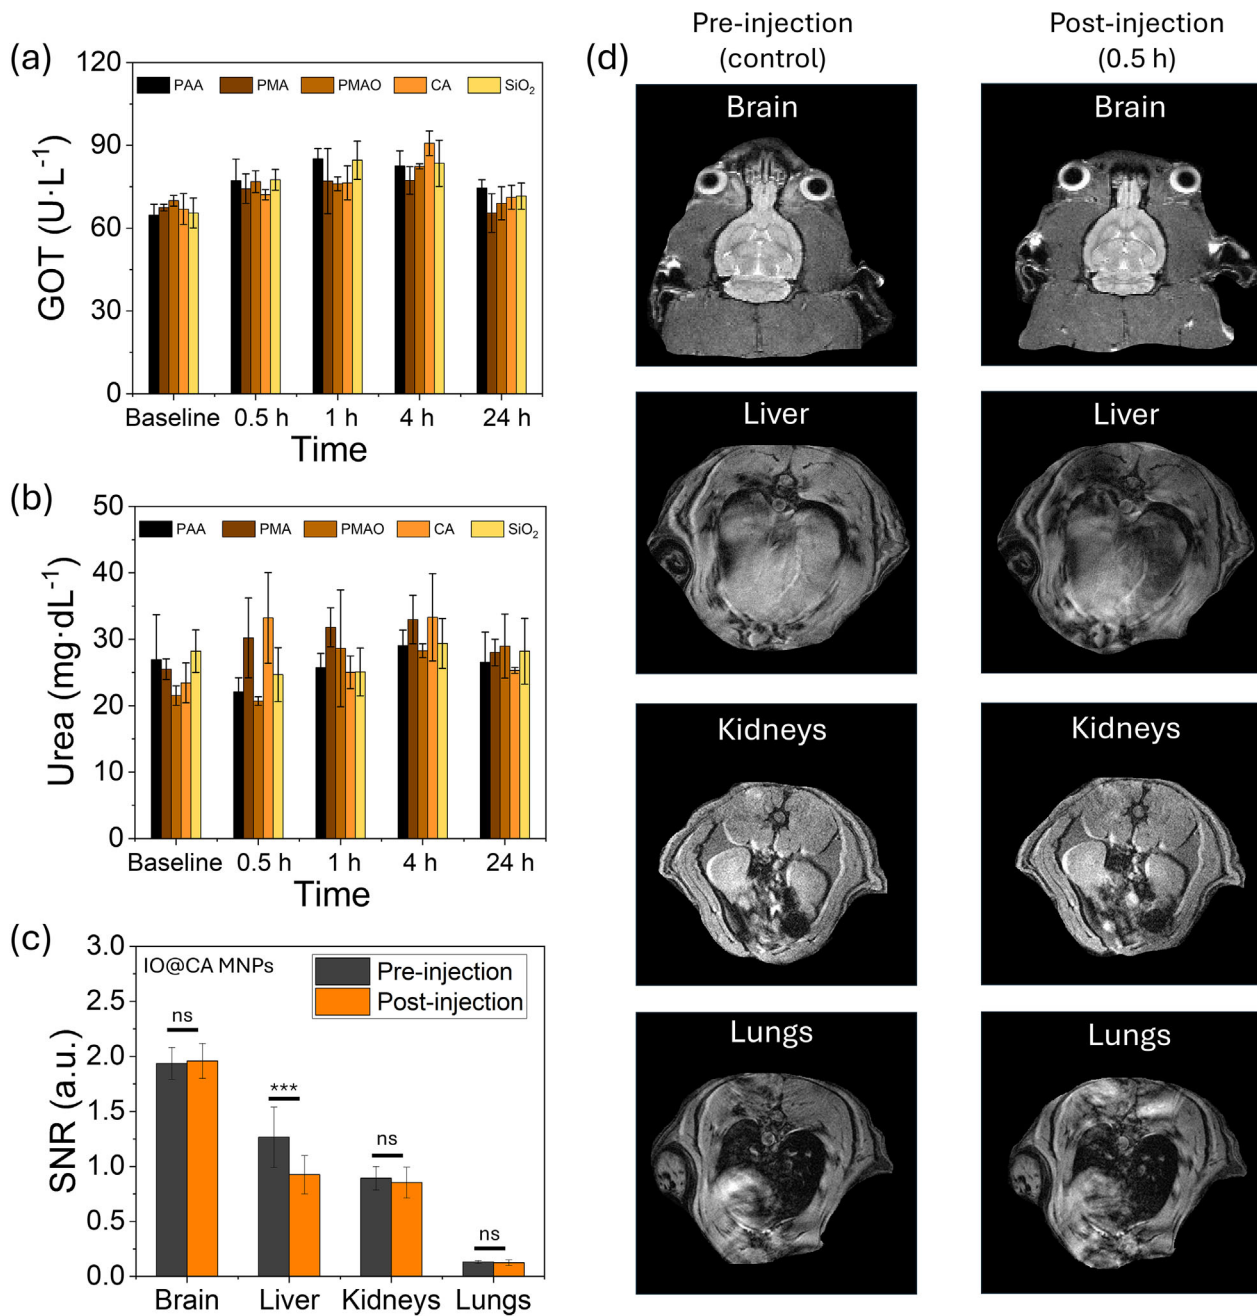 (a)
120
90
60
30
0
GOT (U·L⁻¹)
PAA PMA PMAO CA SiO₂
Baseline 0.5 h 1 h 4 h 24 h
Time
(b)
50
40
30
20
10
0
Urea (mg·dL⁻¹)
PAA PMA PMAO CA SiO₂
Baseline 0.5 h 1 h 4 h 24 h
Time
(c)
3.0
2.5
2.0
1.5
1.0
0.5
0.0
SNR (a.u.)
IO@CA MNPs
Pre-injection
Post-injection
ns
***
ns
ns
Brain Liver Kidneys Lungs
(d)
Pre-injection
(control)
Post-injection
(0.5 h)
Brain
Brain
Liver
Liver
Kidneys
Kidneys
Lungs
Lungs